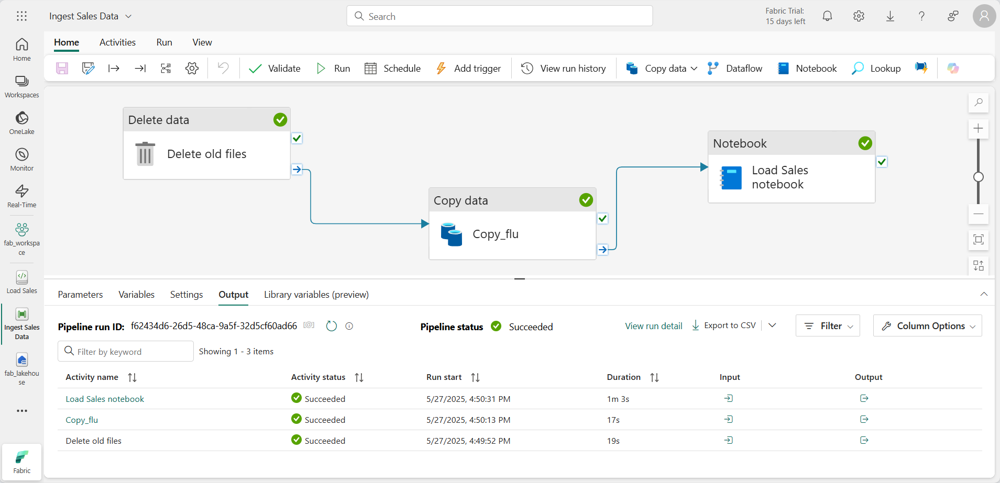 Ingest Sales Data
Search
Fabric Trial:
15 days left
Home
Workspaces
OneLake
Monitor
Real-Time
fab_workspa
ce
Load Sales
Ingest Sales
Data
fab_lakehou
se
Fabric
Home Activities Run View
Validate Run Schedule Add trigger View run history Copy data Dataflow Notebook Lookup
Delete data
Delete old files
Copy data
Copy_flu
Notebook
Load Sales
notebook
Parameters Variables Settings Output Library variables (preview)
Pipeline run ID: f62434d6-26d5-48ca-9a5f-32d5cf60ad66 [@] Pipeline status Succeeded View run detail Export to CSV Filter Column Options
Filter by keyword Showing 1 - 3 items
Activity name Activity status Run start Duration Input Output
Load Sales notebook Succeeded 5/27/2025, 4:50:31 PM 1m 3s
Copy_flu Succeeded 5/27/2025, 4:50:13 PM 17s
Delete old files Succeeded 5/27/2025, 4:49:52 PM 19s